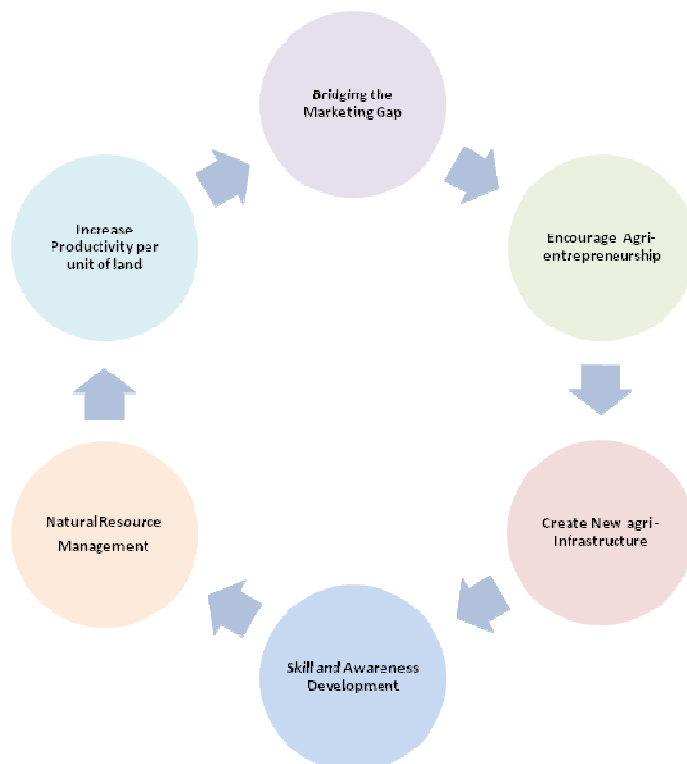 Bridging the
Marketing Gap
Encourage Agri-
entrepreneurship
Create New agri-
Infrastructure
Skill and Awareness
Development
Natural Resource
Management
Increase
Productivity per
unit of land